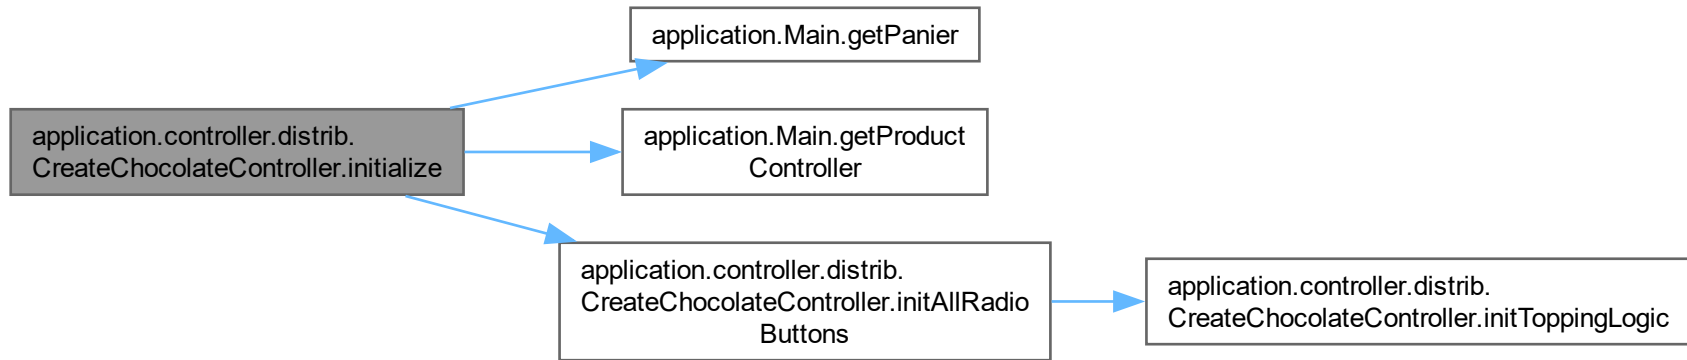 application.Main.getPanier
application.controller.distrib.
CreateChocolateController.initialize
application.Main.getProduct
Controller
application.controller.distrib.
CreateChocolateController.initAllRadio
Buttons
application.controller.distrib.
CreateChocolateController.initToppingLogic